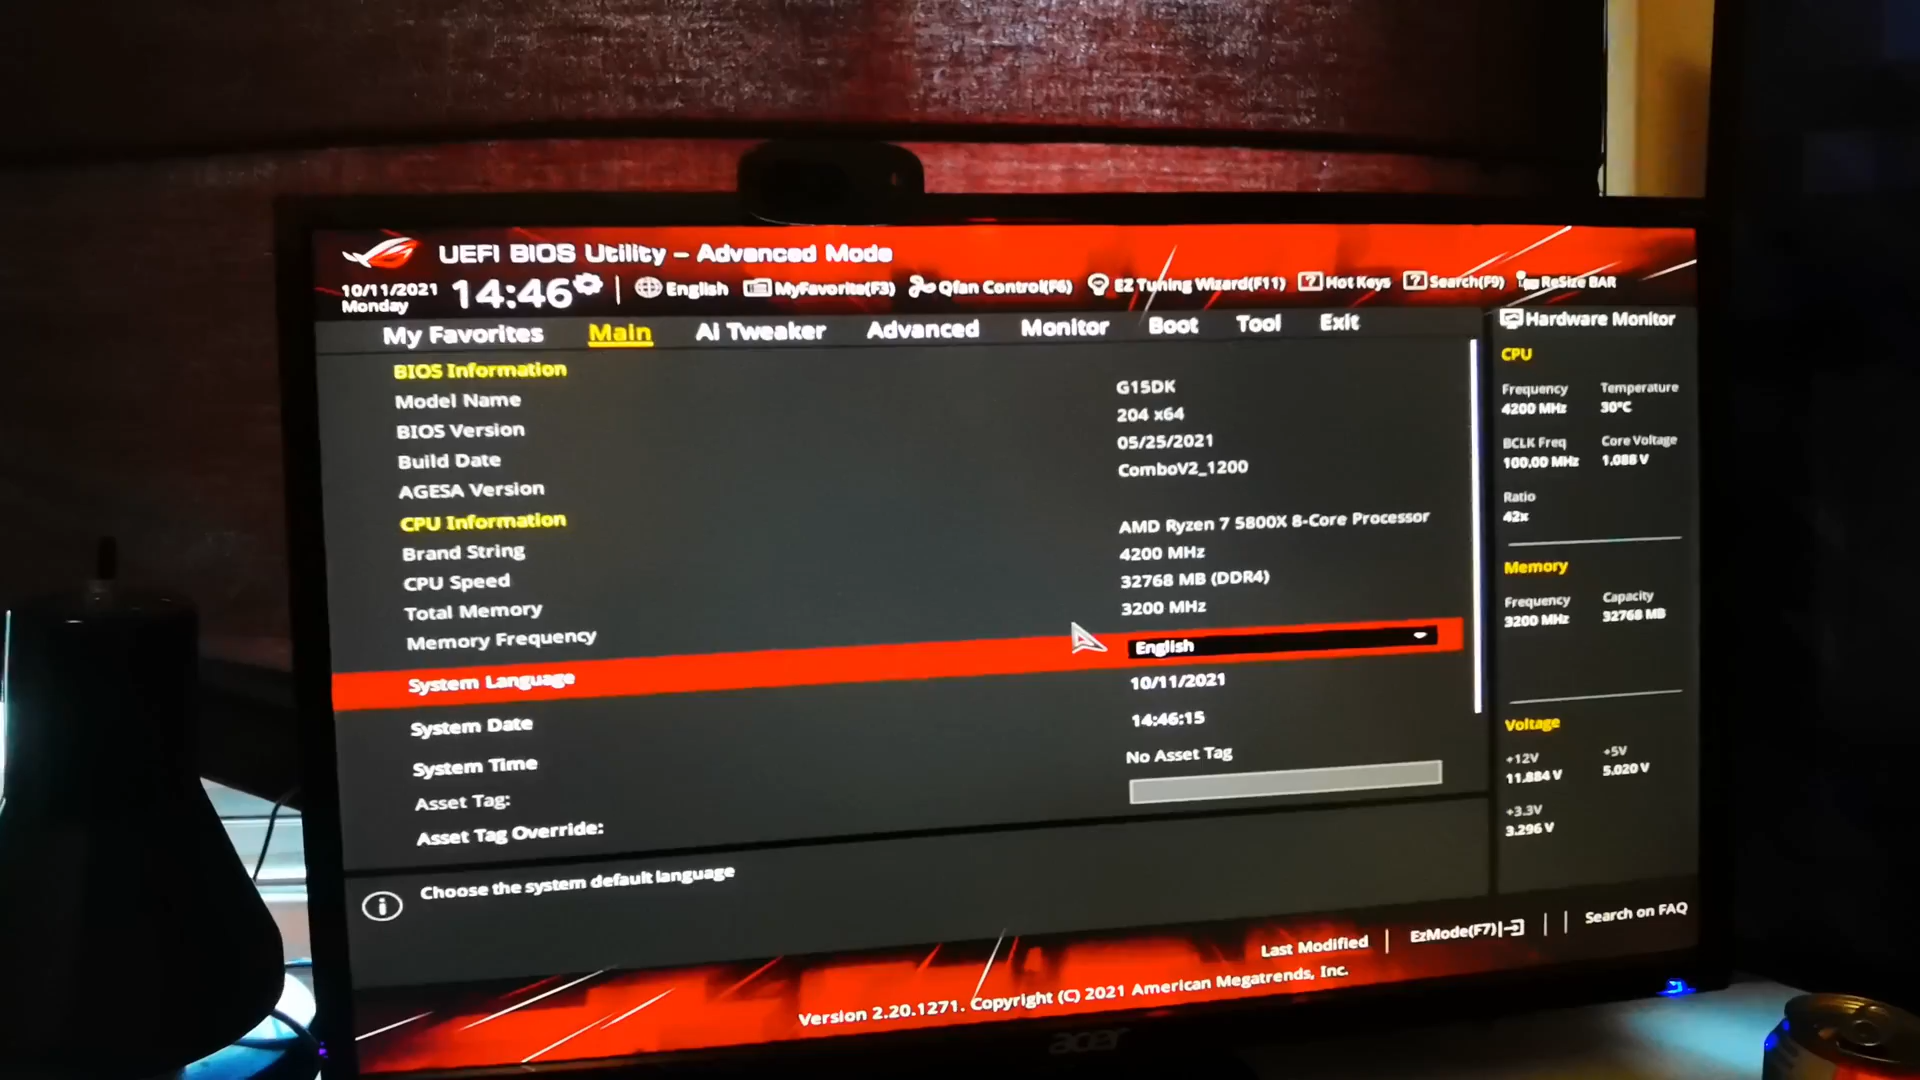 UEFI BIOS Utility – Advanced Mode
10/11/2021
Monday
14:46
English
MyFavorite(F3)
Qfan Control(F6)
EZ Tuning Wizard(F11)
Hot Keys
Search(F9)
ReSize BAR
My Favorites
Main
Ai Tweaker
Advanced
Monitor
Boot
Tool
Exit
BIOS Information
Model Name
G15DK
BIOS Version
204 x64
Build Date
05/25/2021
AGESA Version
ComboV2_1200
CPU Information
Brand String
AMD Ryzen 7 5800X 8-Core Processor
CPU Speed
4200 MHz
Total Memory
32768 MB (DDR4)
Memory Frequency
3200 MHz
System Language
English
System Date
10/11/2021
System Time
14:46:15
Asset Tag:
No Asset Tag
Asset Tag Override:
Choose the system default language
Hardware Monitor
CPU
Frequency
Temperature
4200 MHz
30°C
BCLK Freq
Core Voltage
100.00 MHz
1.088 V
Ratio
42x
Memory
Frequency
Capacity
3200 MHz
32768 MB
Voltage
+12V
+5V
11.884 V
5.020 V
+3.3V
3.296 V
Last Modified
EzMode(F7)
Search on FAQ
Version 2.20.1271. Copyright (C) 2021 American Megatrends, Inc.
acer